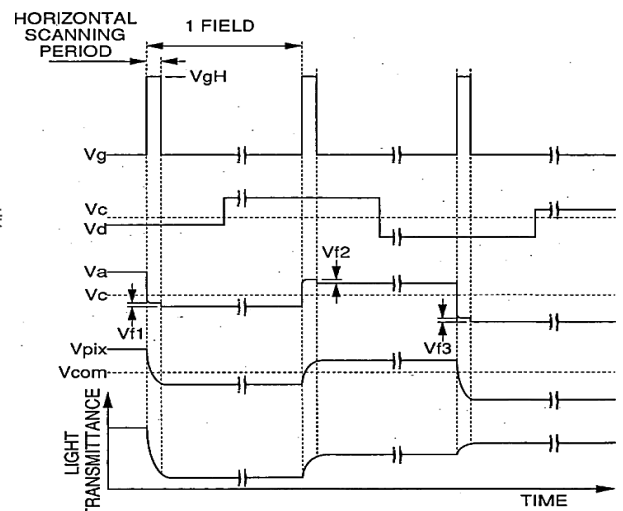 HORIZONTAL
SCANNING
PERIOD
1 FIELD
VgH
Vg
Vc
Vd
Va
Vf2
Vc
Vf1
Vf3
Vpix
Vcom
LIGHT
TRANSMITTANCE
TIME